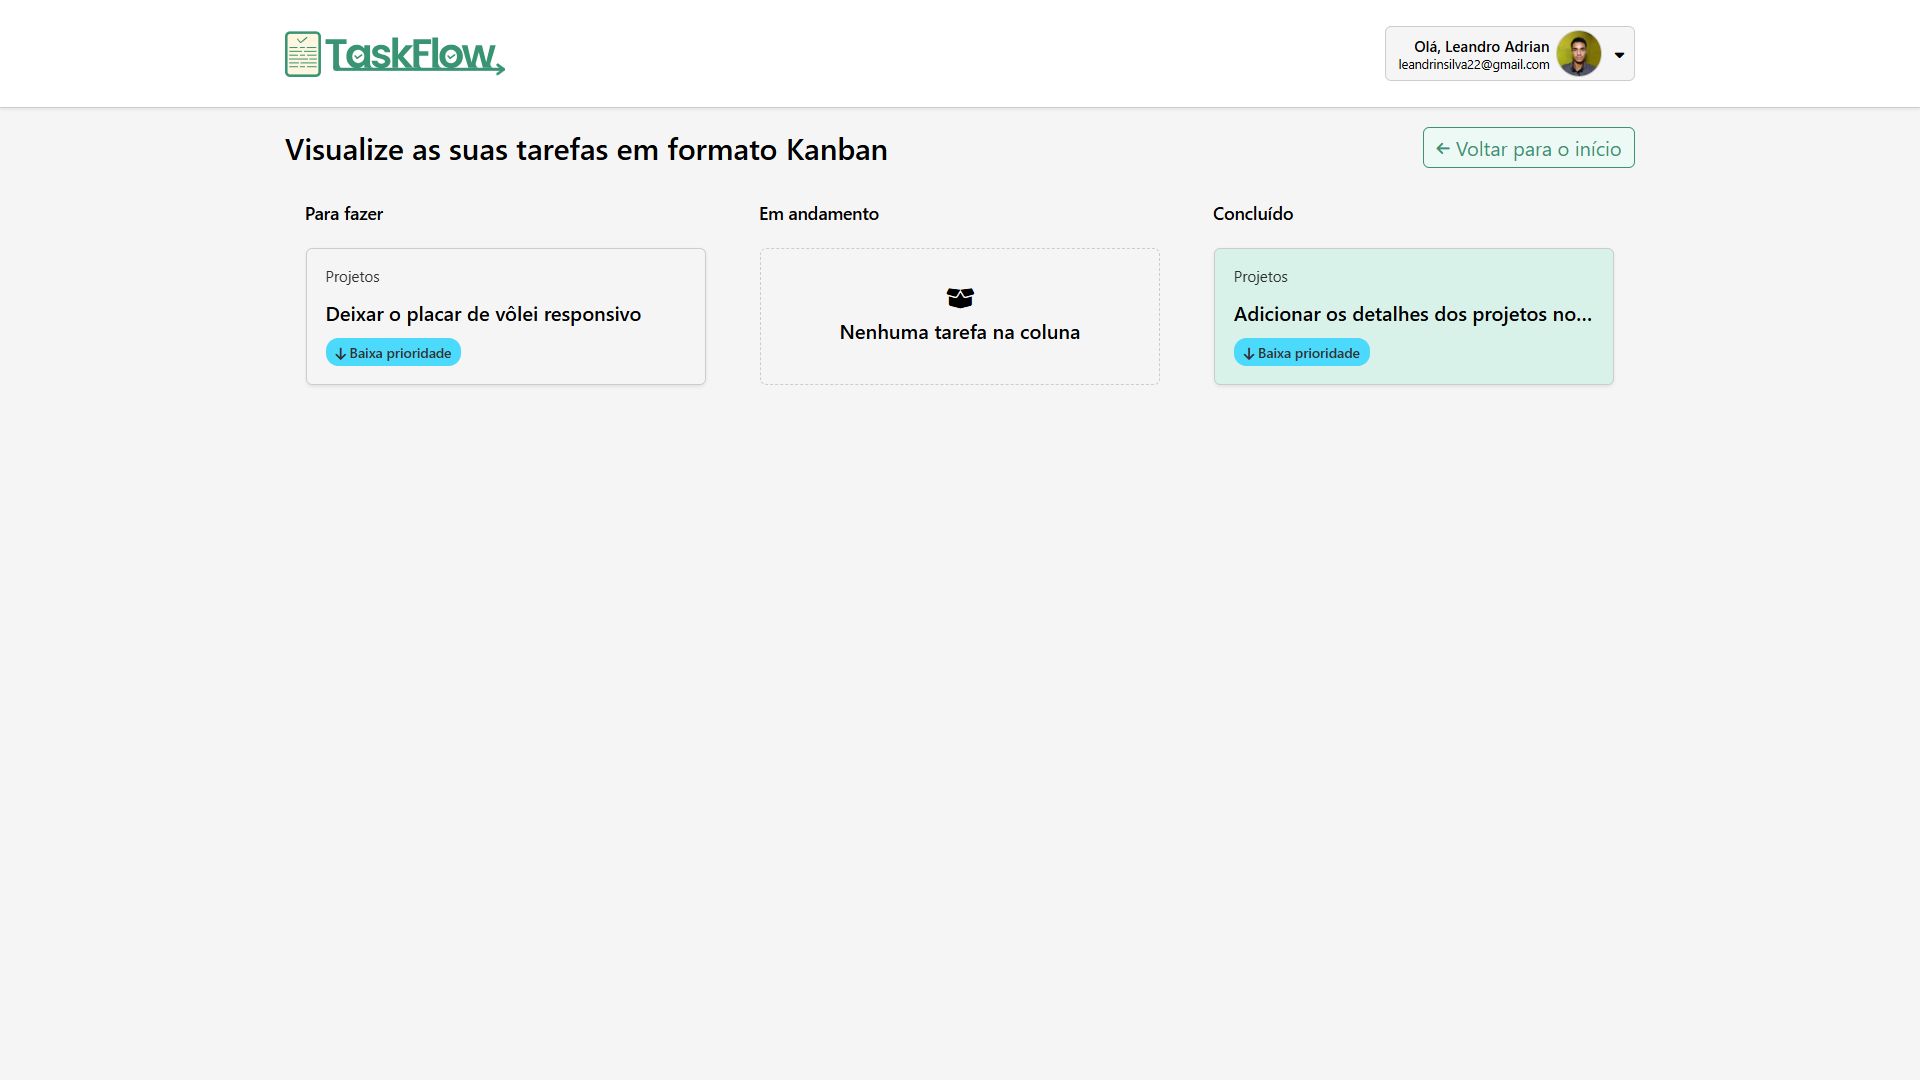 TaskFlow
Olá, Leandro Adrian
leandrinsilva22@gmail.com
Visualize as suas tarefas em formato Kanban
Voltar para o início
Para fazer
Projetos
Deixar o placar de vôlei responsivo
Baixa prioridade
Em andamento
Nenhuma tarefa na coluna
Concluído
Projetos
Adicionar os detalhes dos projetos no...
Baixa prioridade